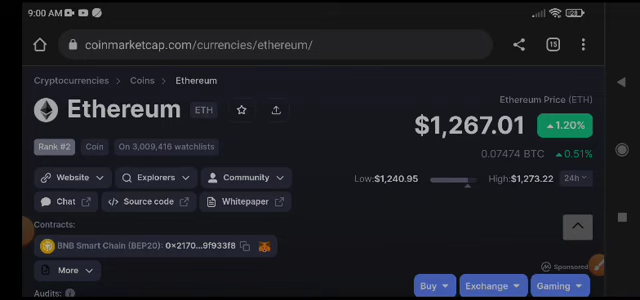 9:00 AM
coinmarketcap.com/currencies/ethereum/
15
Cryptocurrencies > Coins > Ethereum
Ethereum ETH
Ethereum Price (ETH)
$1,267.01 1.20%
Rank #2 Coin On 3,009,416 watchlists
0.07474 BTC 0.51%
Website Explorers Community
Low:$1,240.95 High:$1,273.22 24h
Chat Source code Whitepaper
Contracts:
BNB Smart Chain (BEP20): 0x2170...9f933f8
More
Sponsored
Buy Exchange Gaming
Audits: